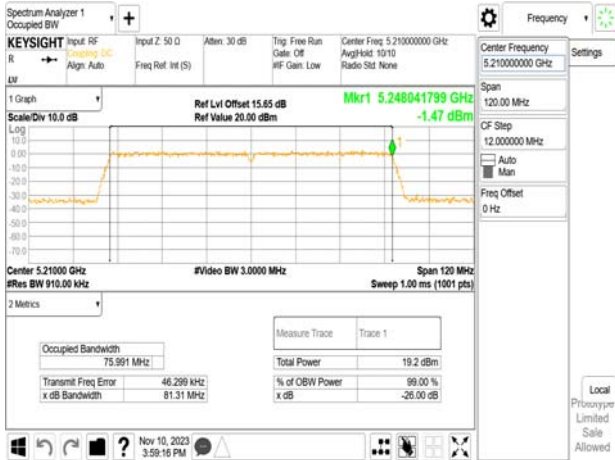 Spectrum Analyzer 1
Occupied BW
+
Frequency
KEYSIGHT
R
Input: RF
Coupling: DC
Align: Auto
Input Z: 50 Ω
Freq Ref: Int (S)
Atten: 30 dB
Trig: Free Run
Gate: Off
#IF Gain: Low
Center Freq: 5.210000000 GHz
Avg|Hold: 10/10
Radio Std: None
1 Graph
Scale/Div 10.0 dB
Ref Lvl Offset 15.65 dB
Ref Value 20.00 dBm
Mkr1 5.248041799 GHz
-1.47 dBm
Log
10.0
0.00
-10.0
-20.0
-30.0
-40.0
-50.0
-60.0
-70.0
1
Center 5.21000 GHz
#Res BW 910.00 kHz
#Video BW 3.0000 MHz
Span 120 MHz
Sweep 1.00 ms (1001 pts)
2 Metrics
Measure Trace Trace 1
Occupied Bandwidth
75.991 MHz
Total Power 19.2 dBm
Transmit Freq Error 46.299 kHz
% of OBW Power 99.00 %
x dB Bandwidth 81.31 MHz
x dB -26.00 dB
Center Frequency
5.210000000 GHz
Settings
Span
120.00 MHz
CF Step
12.000000 MHz
Auto
Man
Freq Offset
0 Hz
Local
Prototype
Limited
Sale
Allowed
?
Nov 10, 2023
3:59:16 PM